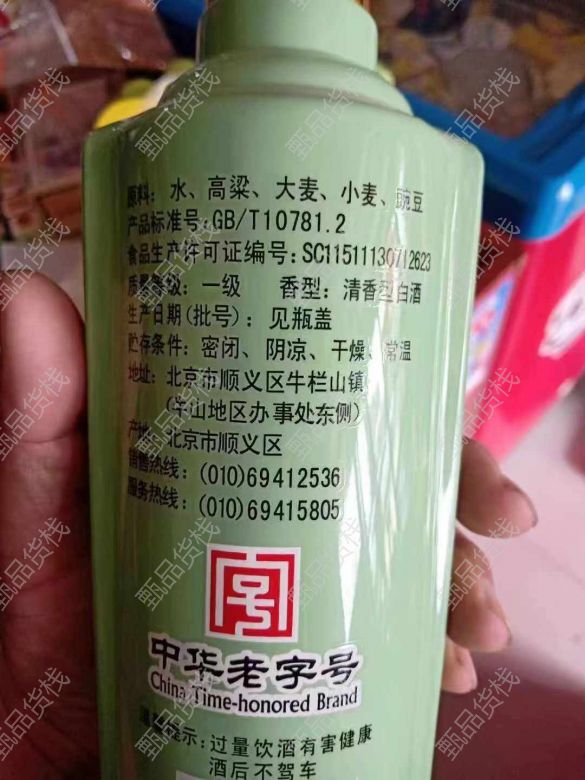 原料：水、高粱、大麦、小麦、豌豆
产品标准号：GB/T10781.2
食品生产许可证编号：SC11511130712623
质量等级：一级 香型：清香型白酒
生产日期(批号)：见瓶盖
贮存条件：密闭、阴凉、干燥、常温
地址：北京市顺义区牛栏山镇
(牛山地区办事处东侧)
产地：北京市顺义区
销售热线：(010)69412536
服务热线：(010)69415805
中华老字号
China Time-honored Brand
温馨提示：过量饮酒有害健康
酒后不驾车
甄品货栈